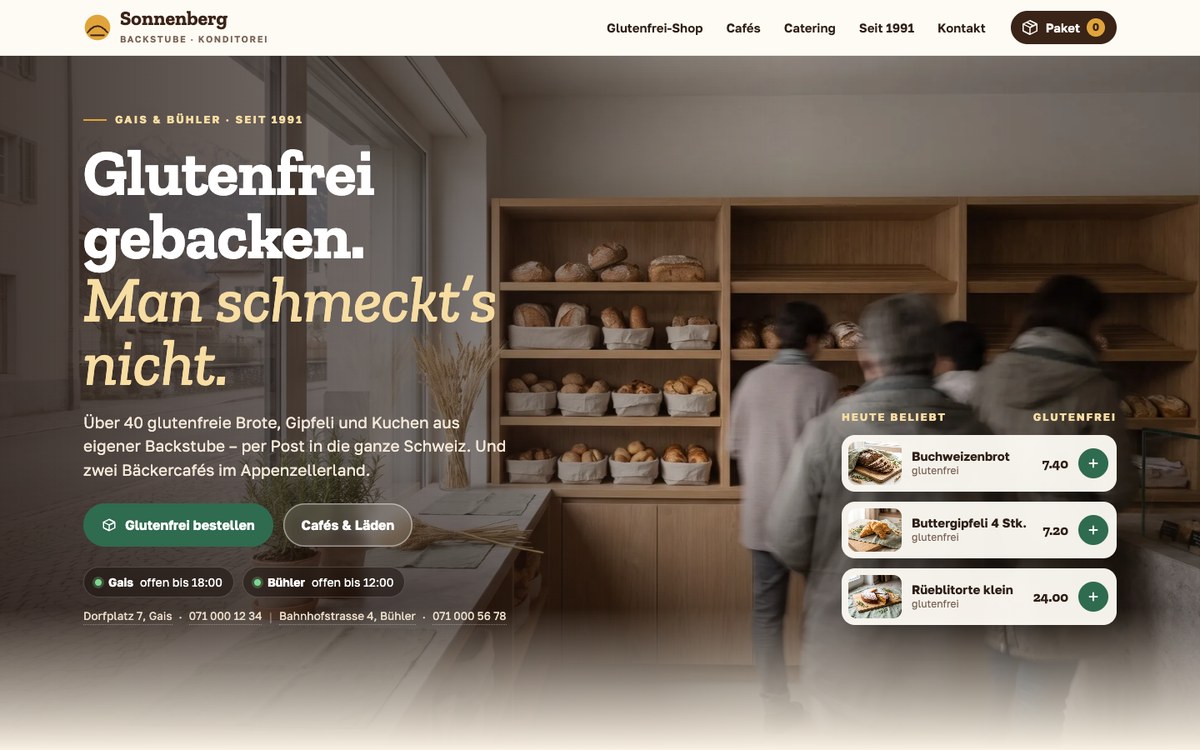 Sonnenberg
BACKSTUBE · KONDITOREI
Glutenfrei-Shop Cafés Catering Seit 1991 Kontakt Paket 0
GAIS & BÜHLER · SEIT 1991
Glutenfrei
gebacken.
Man schmeckt’s
nicht.
Über 40 glutenfreie Brote, Gipfeli und Kuchen aus
eigener Backstube – per Post in die ganze Schweiz. Und
zwei Bäckercafés im Appenzellerland.
Glutenfrei bestellen Cafés & Läden
Gais offen bis 18:00 Bühler offen bis 12:00
Dorfplatz 7, Gais · 071 000 12 34 | Bahnhofstrasse 4, Bühler · 071 000 56 78
HEUTE BELIEBT GLUTENFREI
Buchweizenbrot
glutenfrei
7.40 +
Buttergipfeli 4 Stk.
glutenfrei
7.20 +
Rüeblitorte klein
glutenfrei
24.00 +